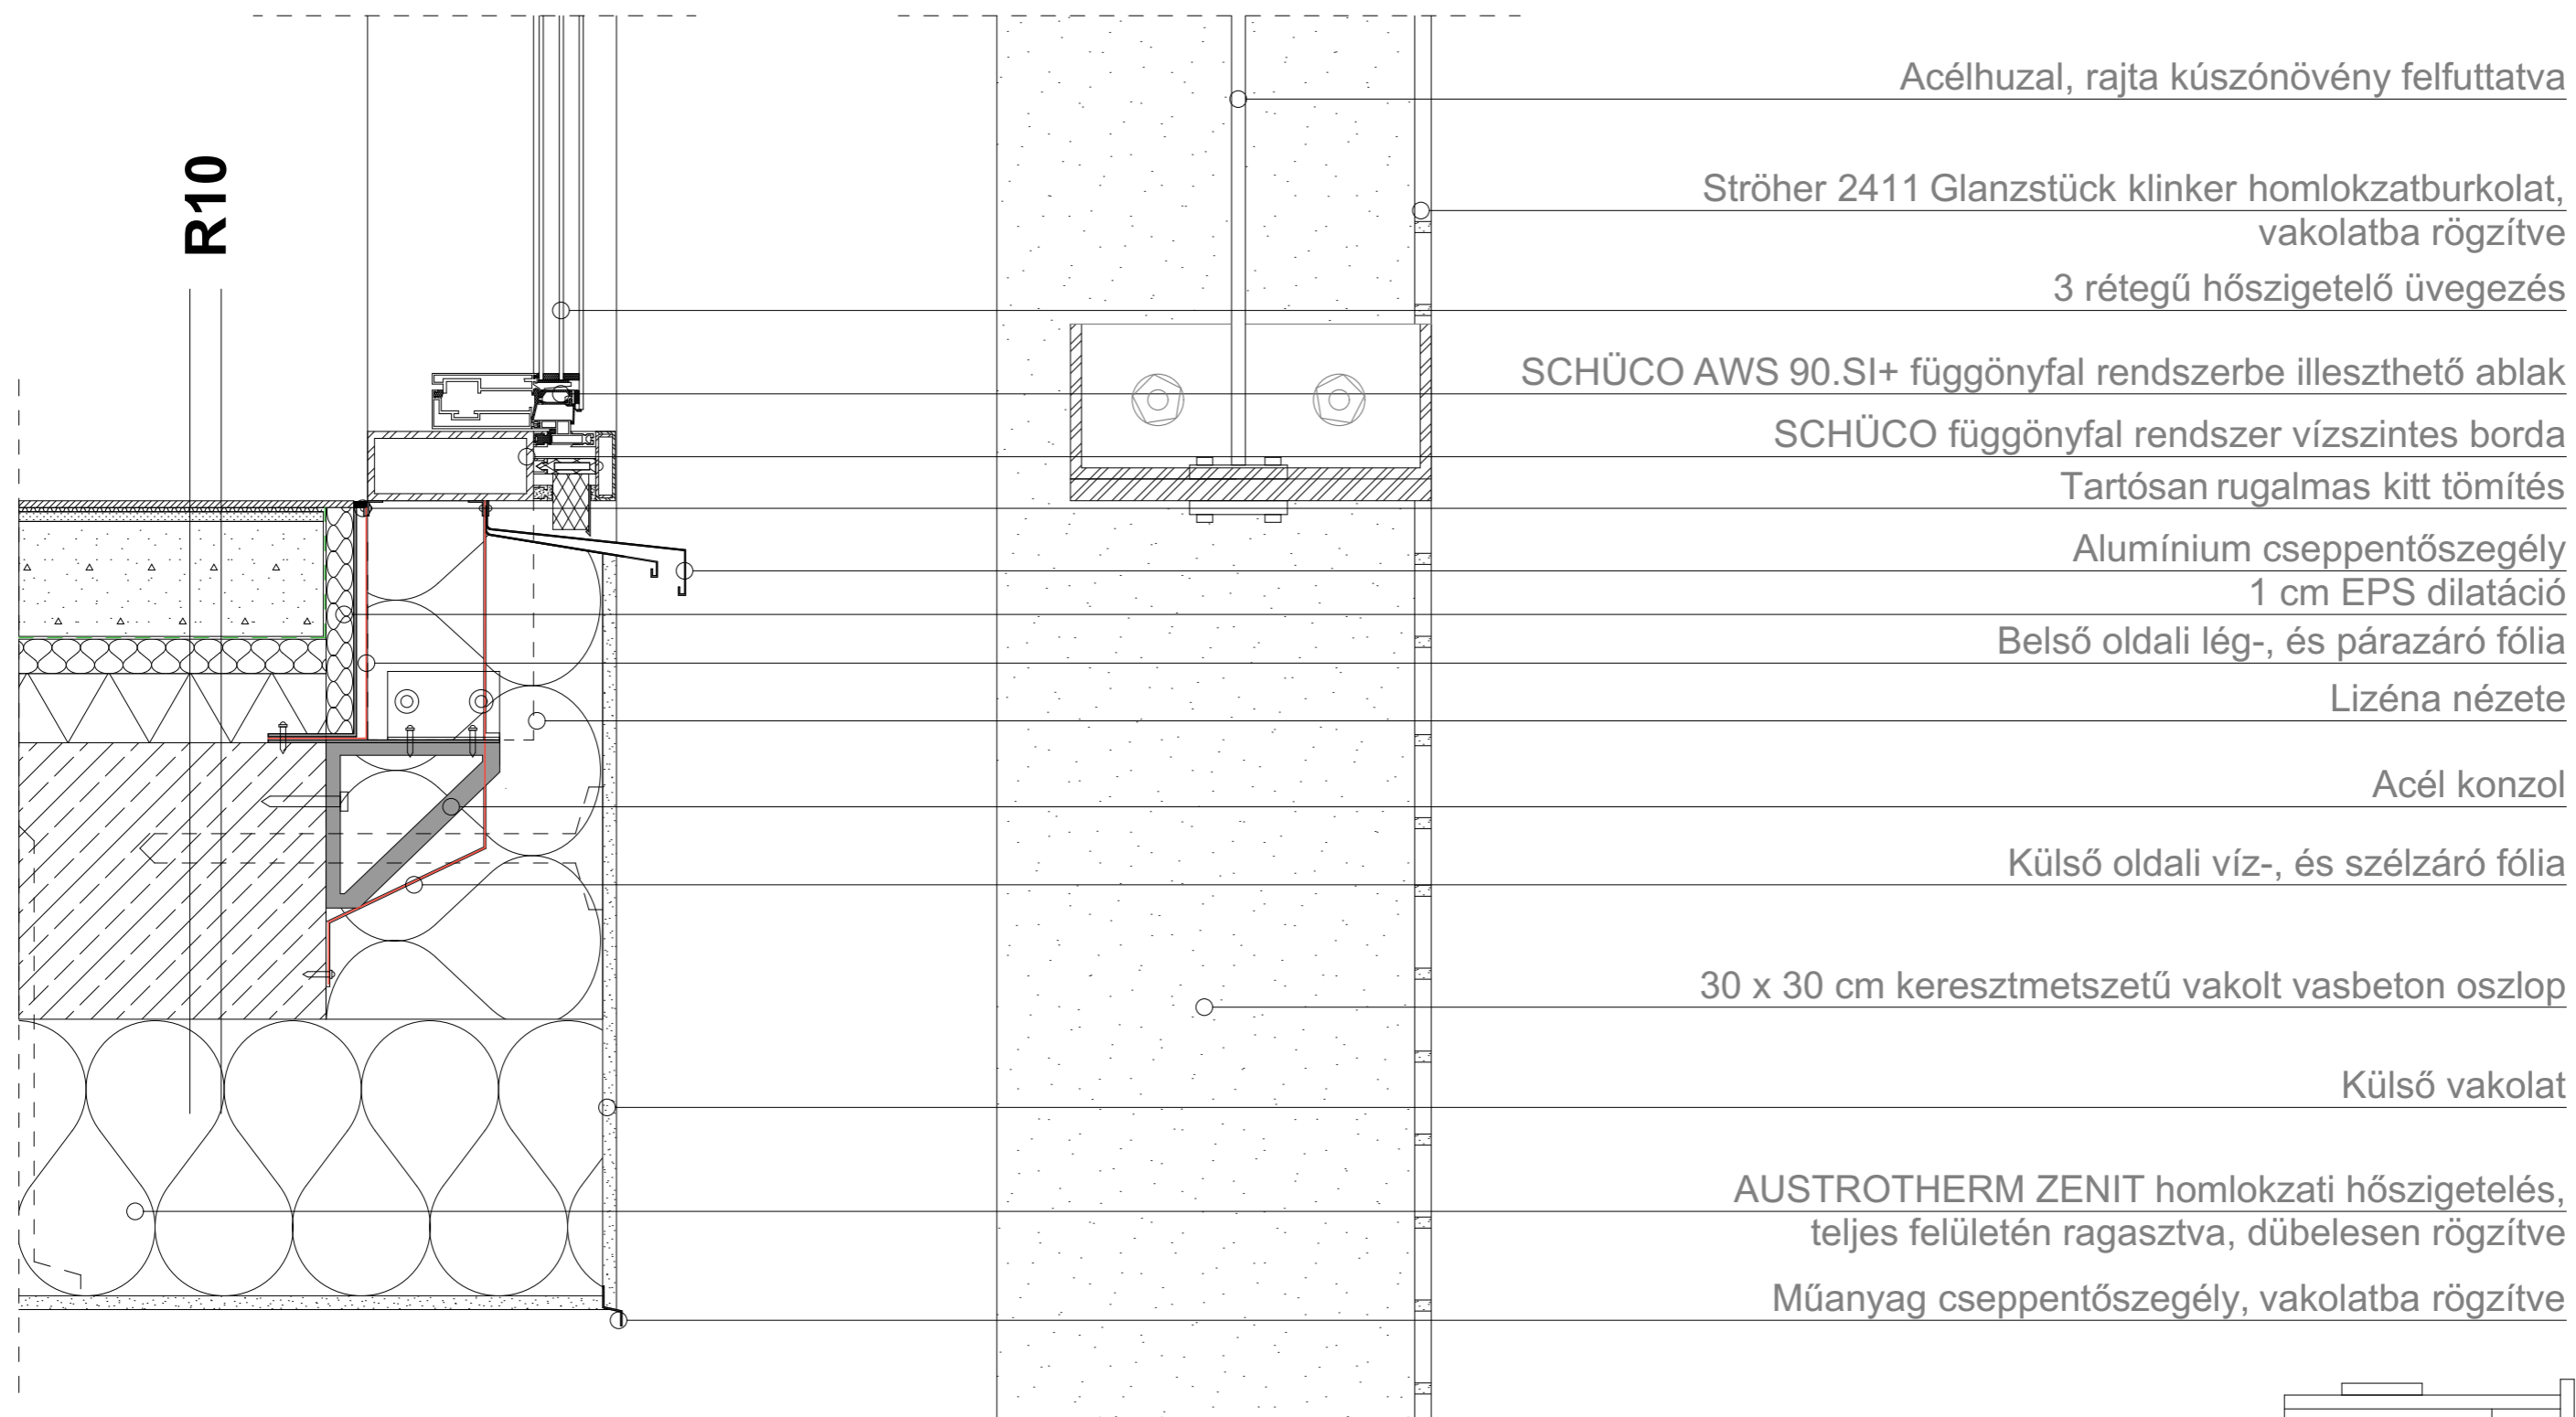 R10
Acélhuzal, rajta kúszónövény felfuttatva
Ströher 2411 Glanzstück klinker homlokzatburkolat,
vakolatba rögzítve
3 rétegű hőszigetelő üvegezés
SCHÜCO AWS 90.SI+ függönyfal rendszerbe illeszthető ablak
SCHÜCO függönyfal rendszer vízszintes borda
Tartósan rugalmas kitt tömítés
Alumínium cseppentőszegély
1 cm EPS dilatáció
Belső oldali lég-, és párazáró fólia
Lizéna nézete
Acél konzol
Külső oldali víz-, és szélzáró fólia
30 x 30 cm keresztmetszetű vakolt vasbeton oszlop
Külső vakolat
AUSTROTHERM ZENIT homlokzati hőszigetelés,
teljes felületén ragasztva, dübelesen rögzítve
Műanyag cseppentőszegély, vakolatba rögzítve